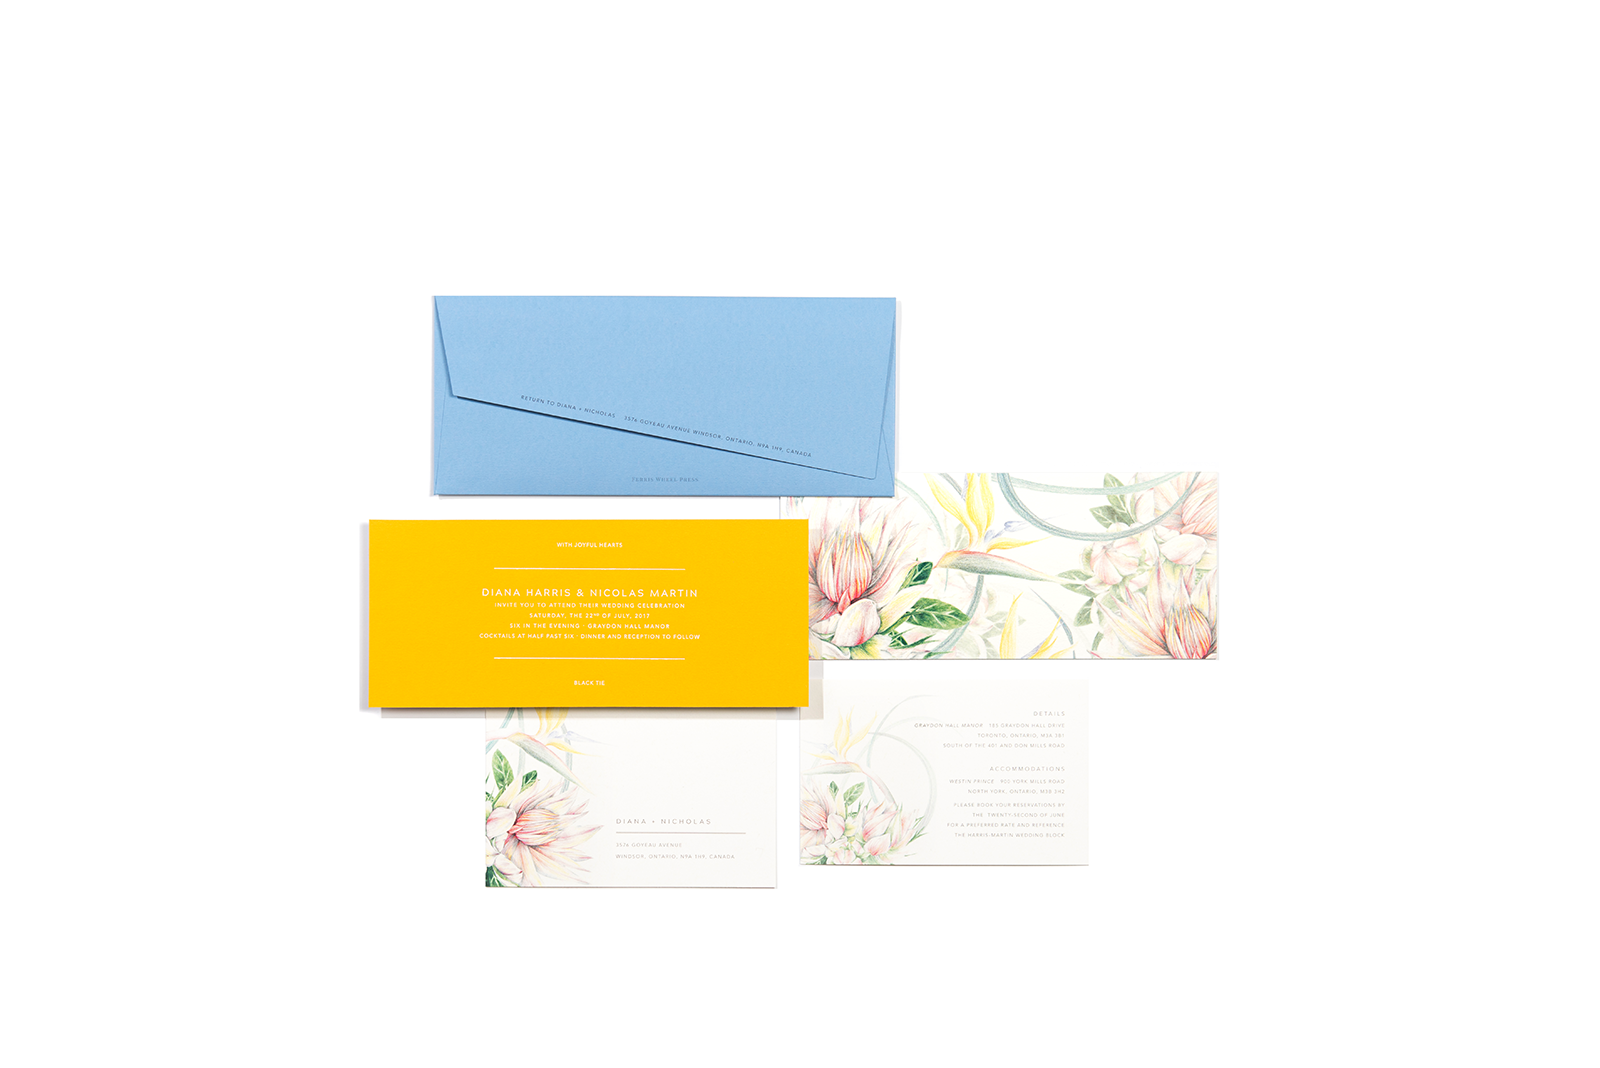 RETURN TO DIANA + NICHOLAS 3576 GOYEAU AVENUE WINDSOR, ONTARIO, N9A 1H9, CANADA
FERRIS WHEEL PRESS
WITH JOYFUL HEARTS
DIANA HARRIS & NICOLAS MARTIN
INVITE YOU TO ATTEND THEIR WEDDING CELEBRATION
SATURDAY, THE 22ND OF JULY, 2017
SIX IN THE EVENING · GRAYDON HALL MANOR
COCKTAILS AT HALF PAST SIX · DINNER AND RECEPTION TO FOLLOW
BLACK TIE
DIANA + NICHOLAS
3576 GOYEAU AVENUE
WINDSOR, ONTARIO, N9A 1H9, CANADA
DETAILS
GRAYDON HALL MANOR 185 GRAYDON HALL DRIVE
TORONTO, ONTARIO, M3A 3B1
SOUTH OF THE 401 AND DON MILLS ROAD
ACCOMMODATIONS
WESTIN PRINCE 900 YORK MILLS ROAD
NORTH YORK, ONTARIO, M3B 3H2
PLEASE BOOK YOUR RESERVATIONS BY
THE TWENTY-SECOND OF JUNE
FOR A PREFERRED RATE AND REFERENCE
THE HARRIS-MARTIN WEDDING BLOCK